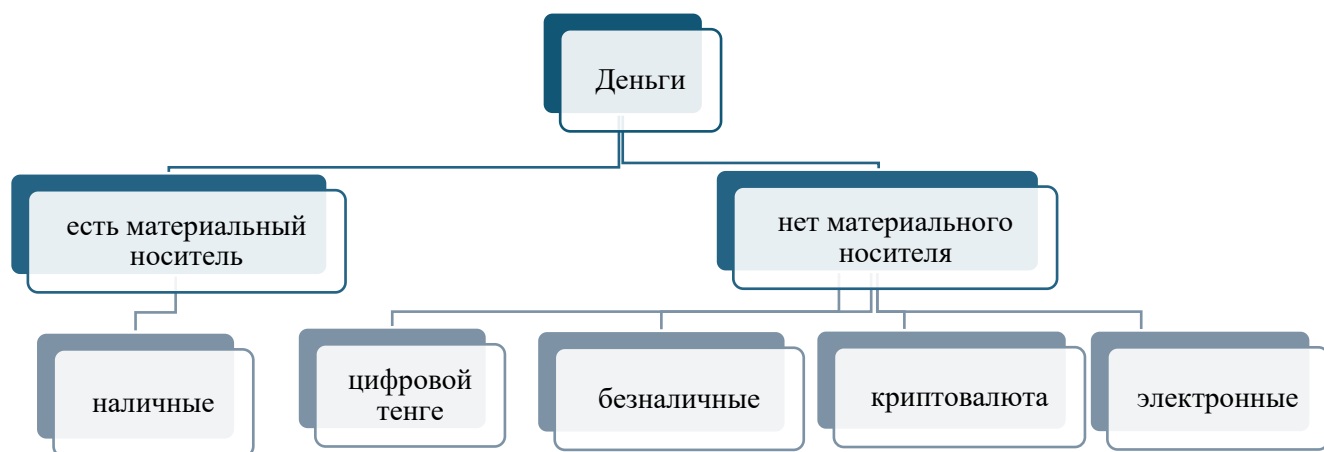 Деньги
есть материальный
носитель
нет материального
носителя
наличные
цифровой
тенге
безналичные
криптовалюта
электронные